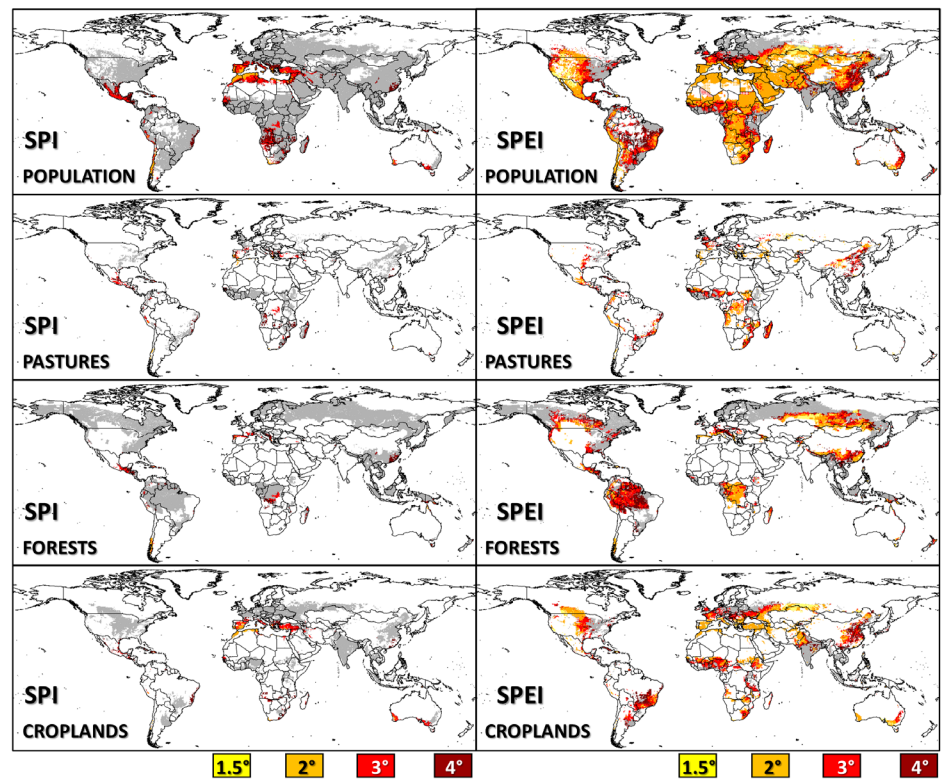 SPI
POPULATION
SPEI
POPULATION
SPI
PASTURES
SPEI
PASTURES
SPI
FORESTS
SPEI
FORESTS
SPI
CROPLANDS
SPEI
CROPLANDS
1.5° 2° 3° 4° 1.5° 2° 3° 4°